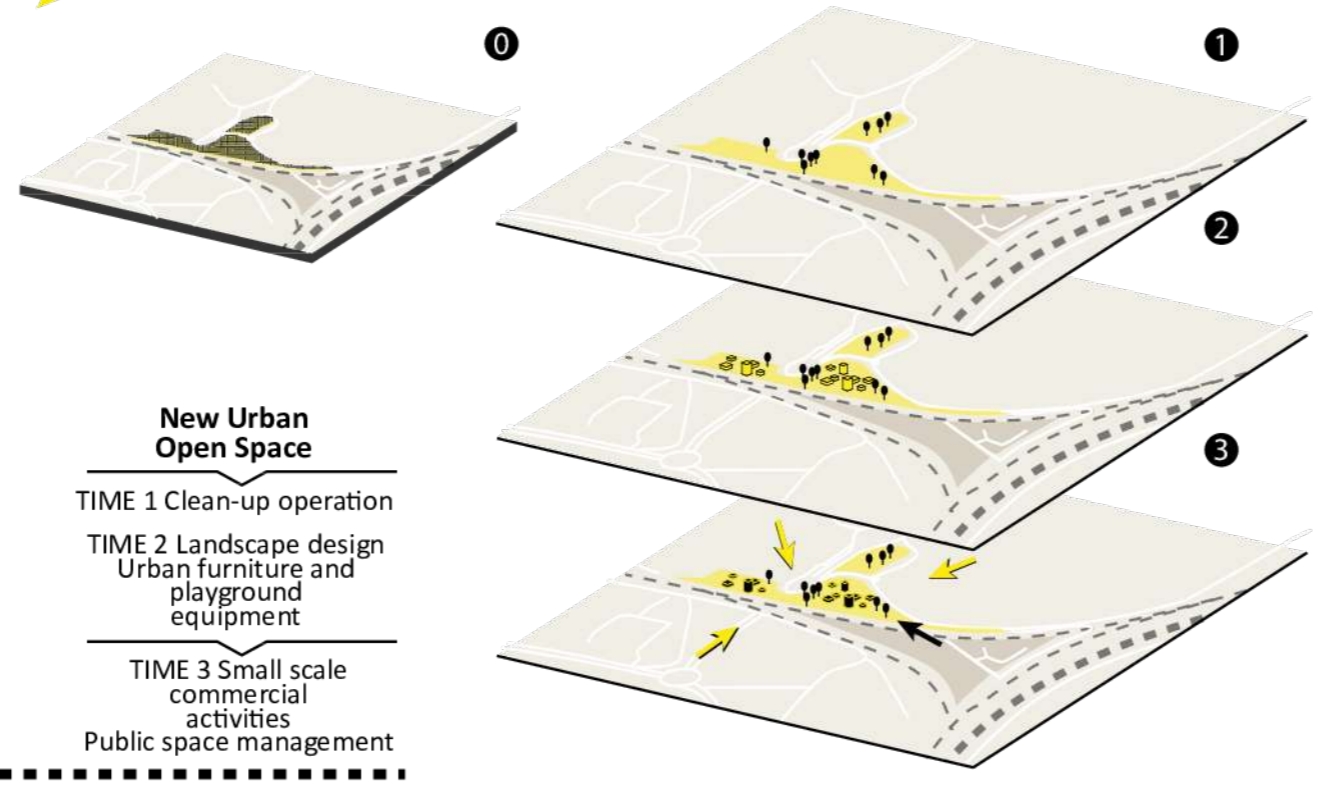 0
1
2
3
New Urban
Open Space
TIME 1 Clean-up operation
TIME 2 Landscape design
Urban furniture and
playground
equipment
TIME 3 Small scale
commercial
activities
Public space management